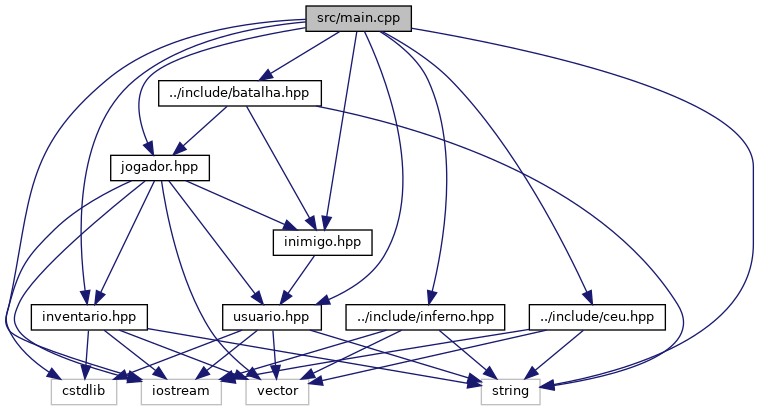 src/main.cpp
../include/batalha.hpp
jogador.hpp
inimigo.hpp
inventario.hpp
usuario.hpp
../include/inferno.hpp
../include/ceu.hpp
cstdlib
iostream
vector
string